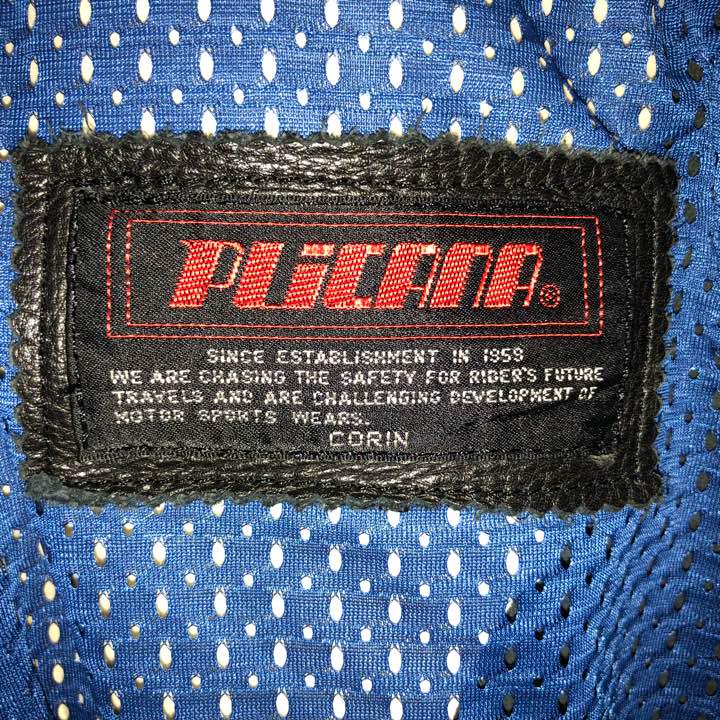 PLiCANA®
SINCE ESTABLISHMENT IN 1958
WE ARE CHASING THE SAFETY FOR RIDER'S FUTURE
TRAVELS AND ARE CHALLENGING DEVELOPMENT OF
MOTOR SPORTS WEARS.
CORIN